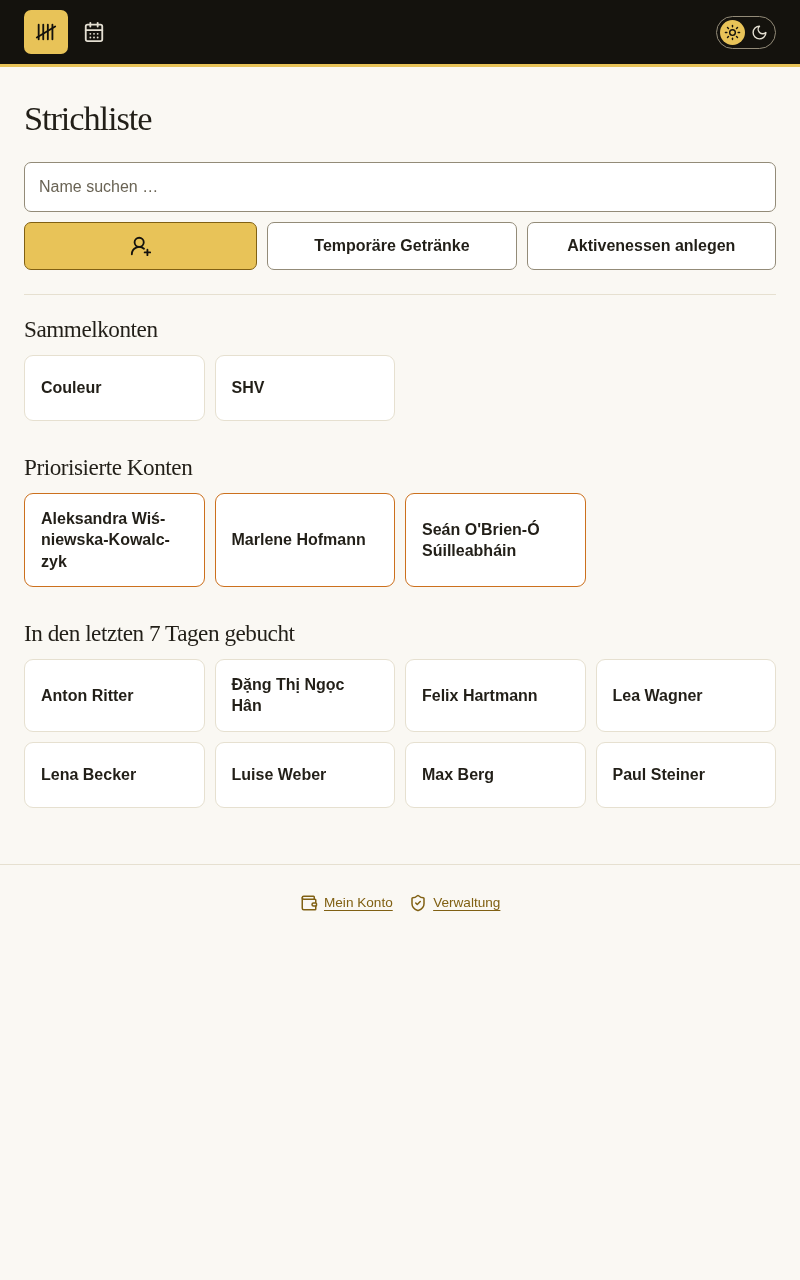 Strichliste
Name suchen …
Temporäre Getränke
Aktivenessen anlegen
Sammelkonten
Couleur
SHV
Priorisierte Konten
Aleksandra Wiś-
niewska-Kowalc-
zyk
Marlene Hofmann
Seán O'Brien-Ó
Súilleabháin
In den letzten 7 Tagen gebucht
Anton Ritter
Đặng Thị Ngọc
Hân
Felix Hartmann
Lea Wagner
Lena Becker
Luise Weber
Max Berg
Paul Steiner
Mein Konto
Verwaltung